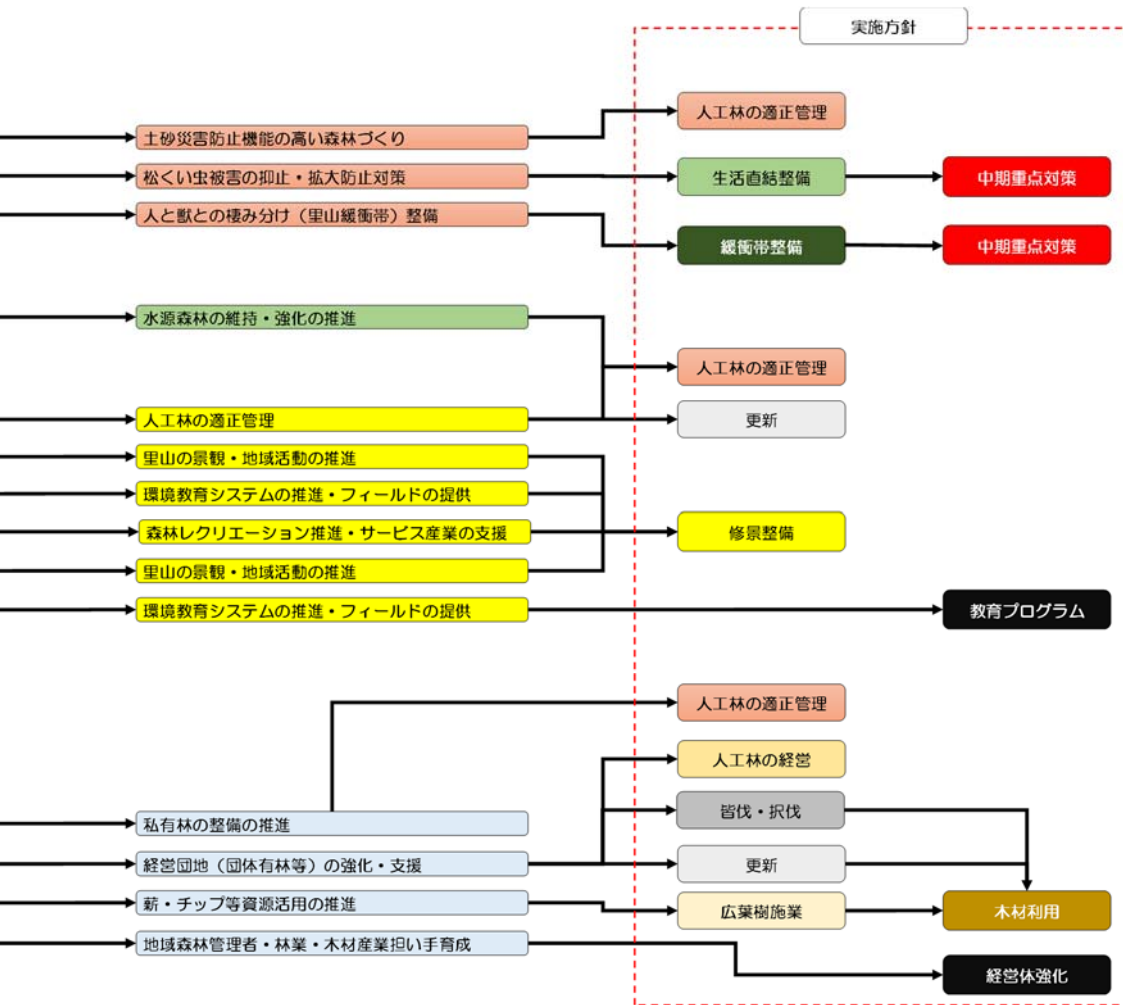 実施方針
人工林の適正管理
土砂災害防止機能の高い森林づくり
松くい虫被害の抑止・拡大防止対策
生活直結整備
中期重点対策
人と獣との棲み分け（里山緩衝帯）整備
緩衝帯整備
中期重点対策
水源森林の維持・強化の推進
人工林の適正管理
人工林の適正管理
更新
里山の景観・地域活動の推進
環境教育システムの推進・フィールドの提供
森林レクリエーション推進・サービス産業の支援
修景整備
里山の景観・地域活動の推進
環境教育システムの推進・フィールドの提供
教育プログラム
人工林の適正管理
人工林の経営
私有林の整備の推進
皆伐・択伐
経営団地（団体有林等）の強化・支援
更新
薪・チップ等資源活用の推進
広葉樹施業
木材利用
地域森林管理者・林業・木材産業担い手育成
経営体強化